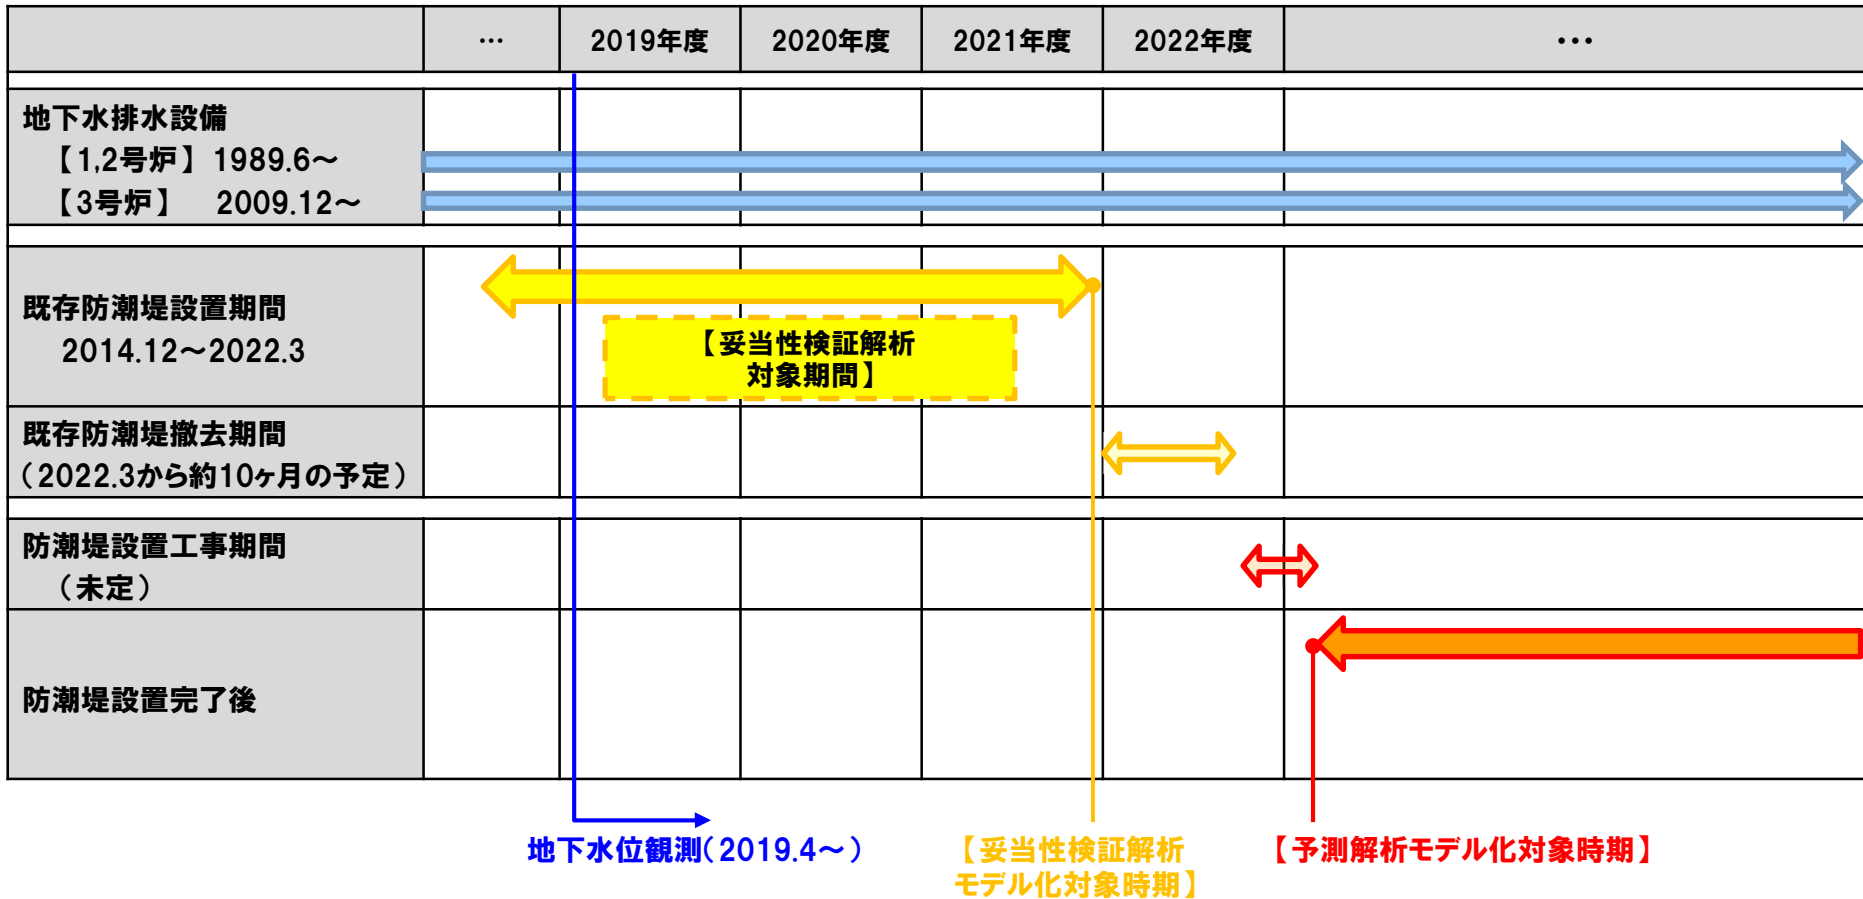 … 2019年度 2020年度 2021年度 2022年度 …
地下水排水設備
【1,2号炉】 1989.6～
【3号炉】 2009.12～
既存防潮堤設置期間
2014.12～2022.3
【妥当性検証解析
対象期間】
既存防潮堤撤去期間
（2022.3から約10ヶ月の予定）
防潮堤設置工事期間
（未定）
防潮堤設置完了後
地下水位観測（2019.4～）
【妥当性検証解析
モデル化対象時期】
【予測解析モデル化対象時期】